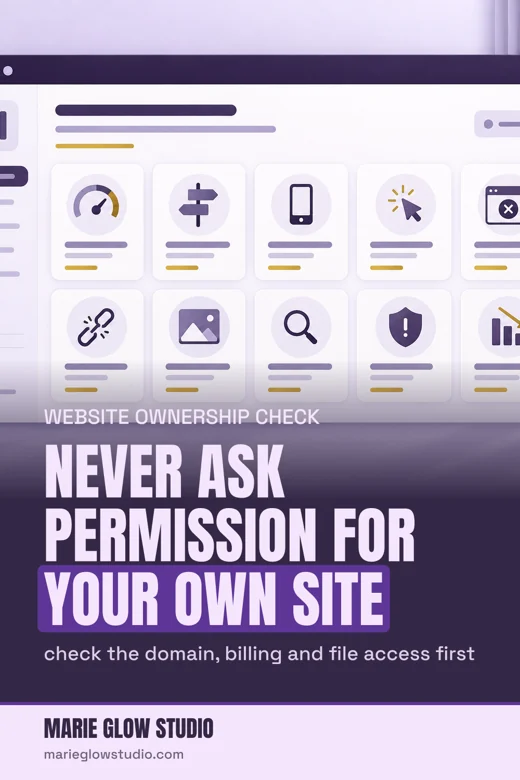 WEBSITE OWNERSHIP CHECK
NEVER ASK
PERMISSION FOR
YOUR OWN SITE
check the domain, billing and file access first
MARIE GLOW STUDIO
marieglowstudio.com